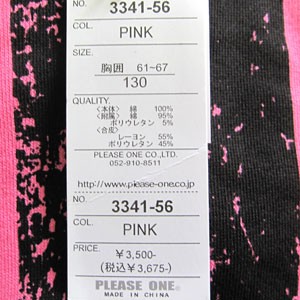 NO. 3341-56
COL. PINK
SIZE.
胸囲 61~67
130
QUALITY.
〈本体〉 綿 100%
〈附属〉 綿 95%
ポリウレタン 5%
〈合皮〉
レーヨン 55%
ポリウレタン 45%
PLEASE ONE CO.,LTD.
052-910-8511
http://www.please-one.co.jp
NO. 3341-56
COL. PINK
PRICE.
¥3,500-
(税込¥3,675-)
PLEASE ONE.
MADE IN CHINA